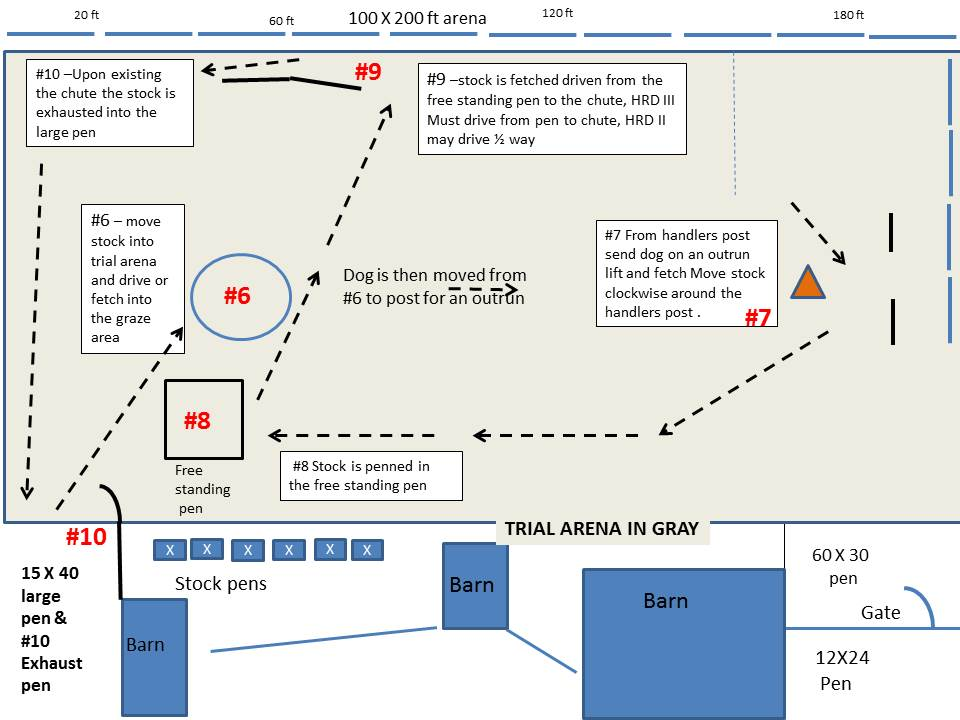 20 ft
60 ft
100 X 200 ft arena
120 ft
180 ft
#10 –Upon existing
the chute the stock is
exhausted into the
large pen
#9
#9 –stock is fetched driven from the
free standing pen to the chute, HRD III
Must drive from pen to chute, HRD II
may drive ½ way
#6 – move
stock into
trial arena
and drive or
fetch into
the graze
area
#6
Dog is then moved from
#6 to post for an outrun
#7 From handlers post
send dog on an outrun
lift and fetch Move stock
clockwise around the
handlers post .
#7
#8
Free
standing
pen
#8 Stock is penned in
the free standing pen
TRIAL ARENA IN GRAY
#10
15 X 40
large
pen &
#10
Exhaust
pen
X X X X X X
Stock pens
Barn
Barn
Barn
60 X 30
pen
Gate
12X24
Pen